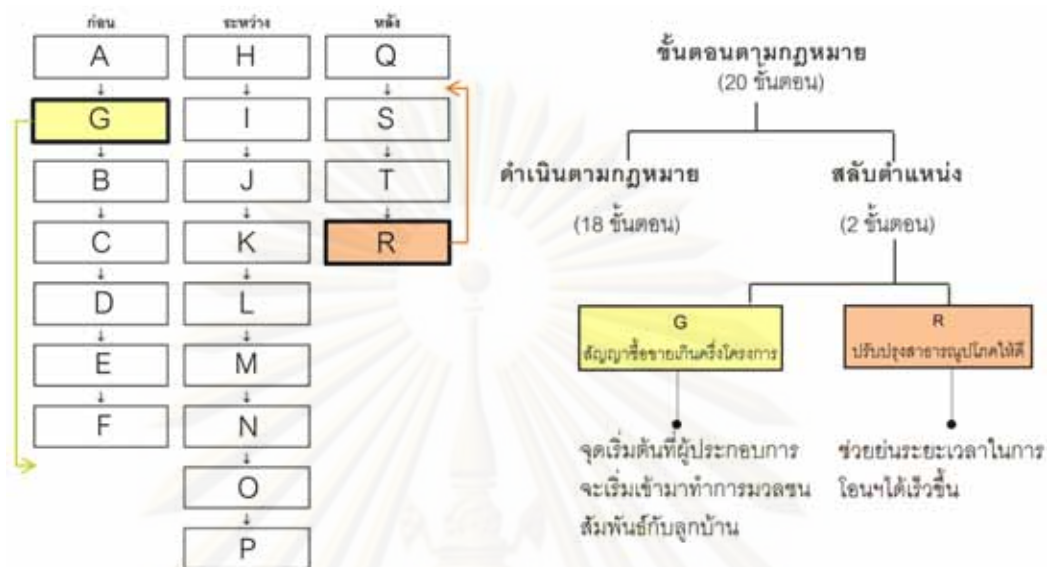 ก่อน
A
G
B
C
D
E
F
ระหว่าง
H
I
J
K
L
M
N
O
P
หลัง
Q
S
T
R
ขั้นตอนตามกฎหมาย
(20 ขั้นตอน)
ดำเนินตามกฎหมาย
(18 ขั้นตอน)
สลับตำแหน่ง
(2 ขั้นตอน)
G
สัญญาซื้อขายเกินครึ่งโครงการ
จุดเริ่มต้นที่ผู้ประกอบการ
จะเริ่มเข้ามาทำการมวลชน
สัมพันธ์กับลูกบ้าน
R
ปรับปรุงสาธารณูปโภคให้ดี
ช่วยย่นระยะเวลาในการ
โอนฯได้เร็วขึ้น